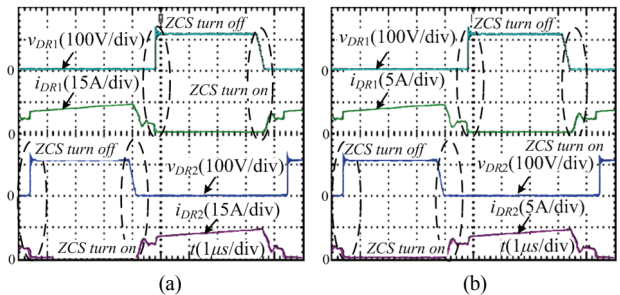 ZCS turn off
vDR1(100V/div)
0
iDR1(15A/div)
ZCS turn on
0
ZCS turn off
vDR2(100V/div)
0
iDR2(15A/div)
ZCS turn on
t(1μs/div)
0
(a)
ZCS turn off
vDR1(100V/div)
0
iDR1(5A/div)
0
ZCS turn on
ZCS turn off
vDR2(100V/div)
0
iDR2(5A/div)
ZCS turn on
t(1μs/div)
0
(b)